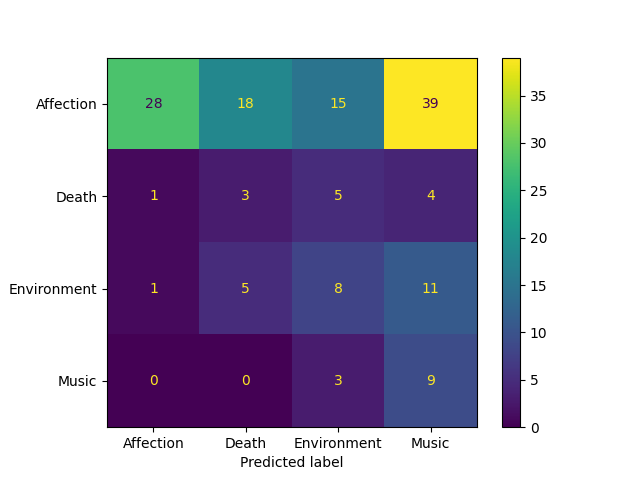 Affection 28 18 15 39
Death 1 3 5 4
Environment 1 5 8 11
Music 0 0 3 9
Affection Death Environment Music
Predicted label
35
30
25
20
15
10
5
0